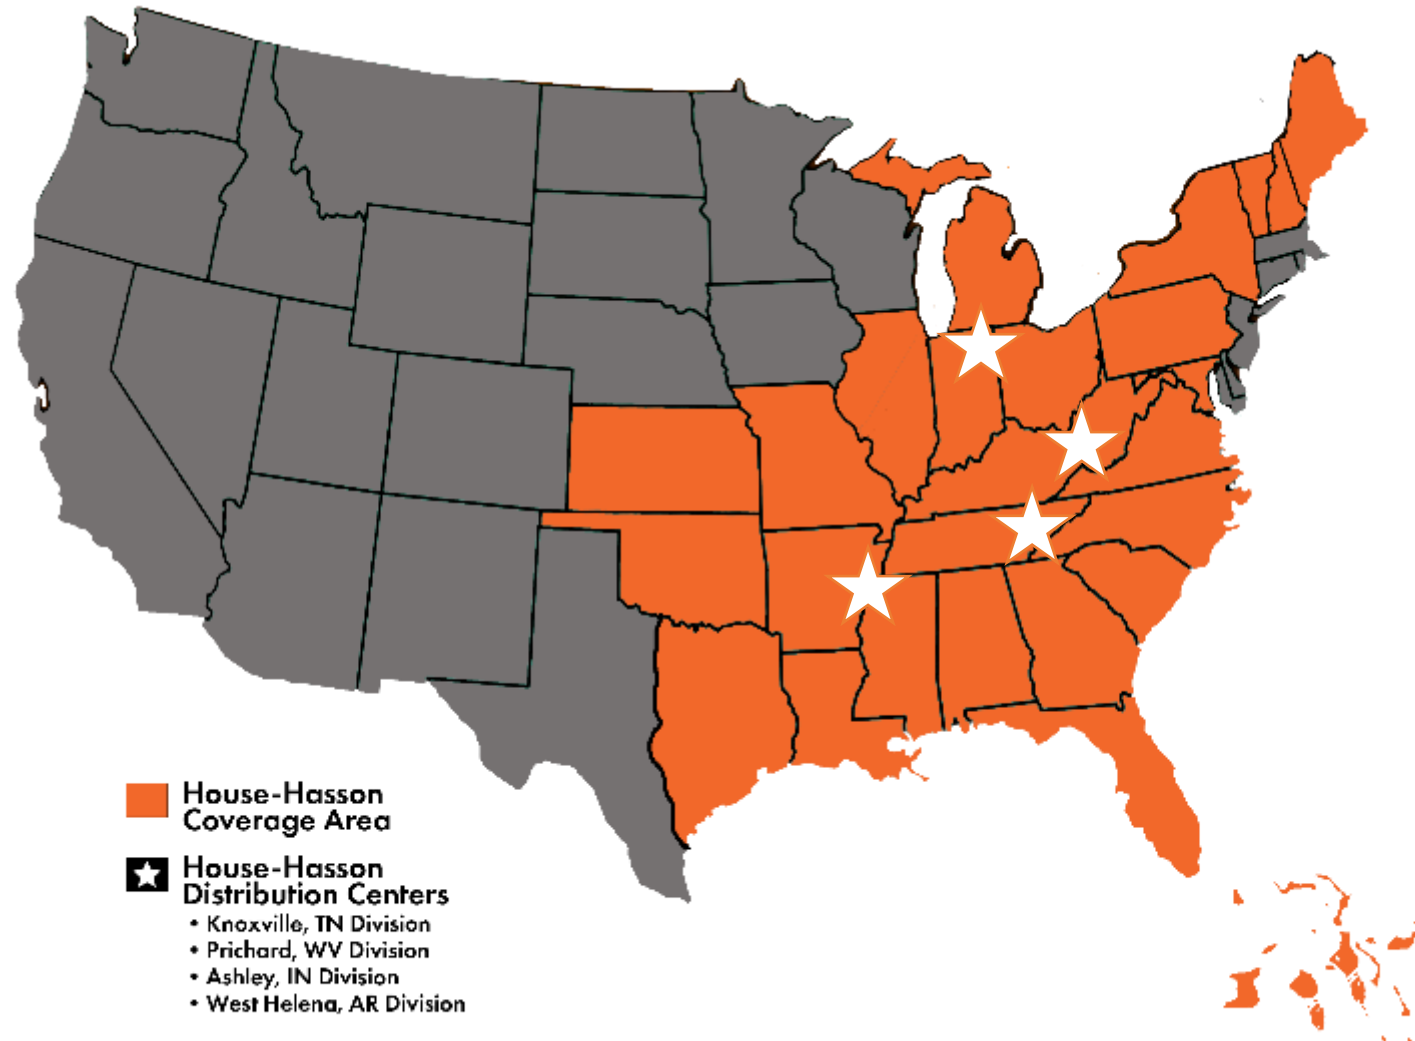 House-Hasson
Coverage Area
House-Hasson
Distribution Centers
• Knoxville, TN Division
• Prichard, WV Division
• Ashley, IN Division
• West Helena, AR Division